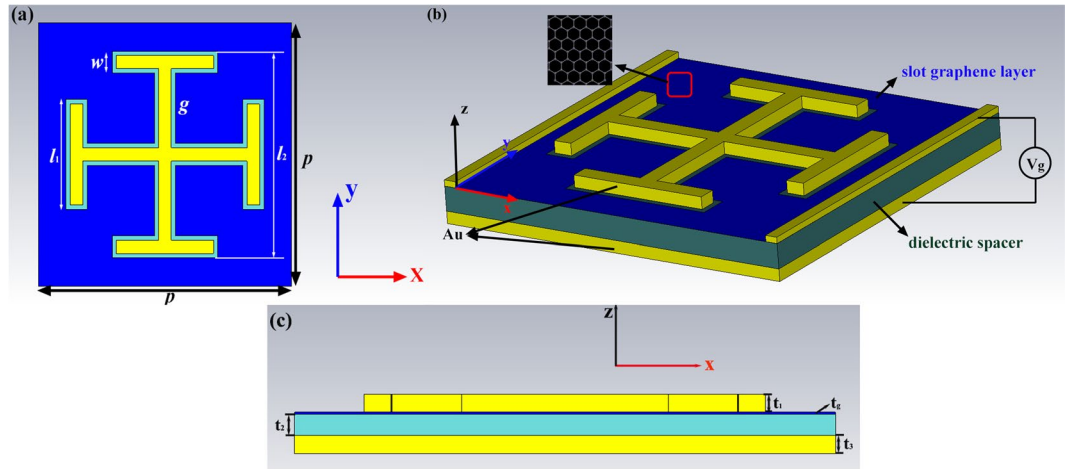 (a)
w
g
l₁
l₂
p
p
y
x
(b)
z
y
x
slot graphene layer
Vg
Au
dielectric spacer
(c)
z
x
t₁
tg
t₂
t₃